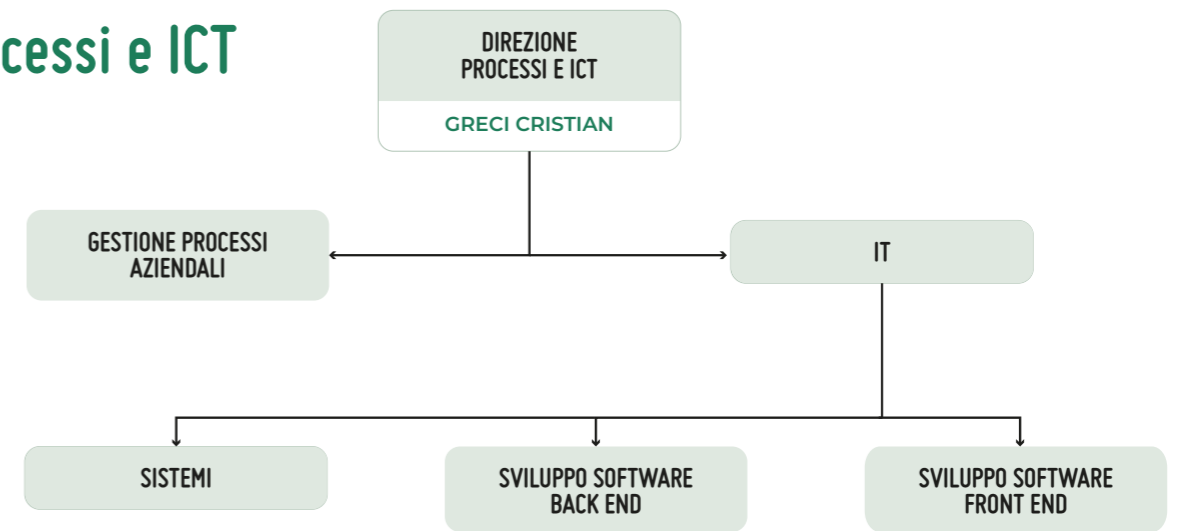 cessi e ICT
DIREZIONE
PROCESSI E ICT
GRECI CRISTIAN
GESTIONE PROCESSI
AZIENDALI
IT
SISTEMI
SVILUPPO SOFTWARE
BACK END
SVILUPPO SOFTWARE
FRONT END